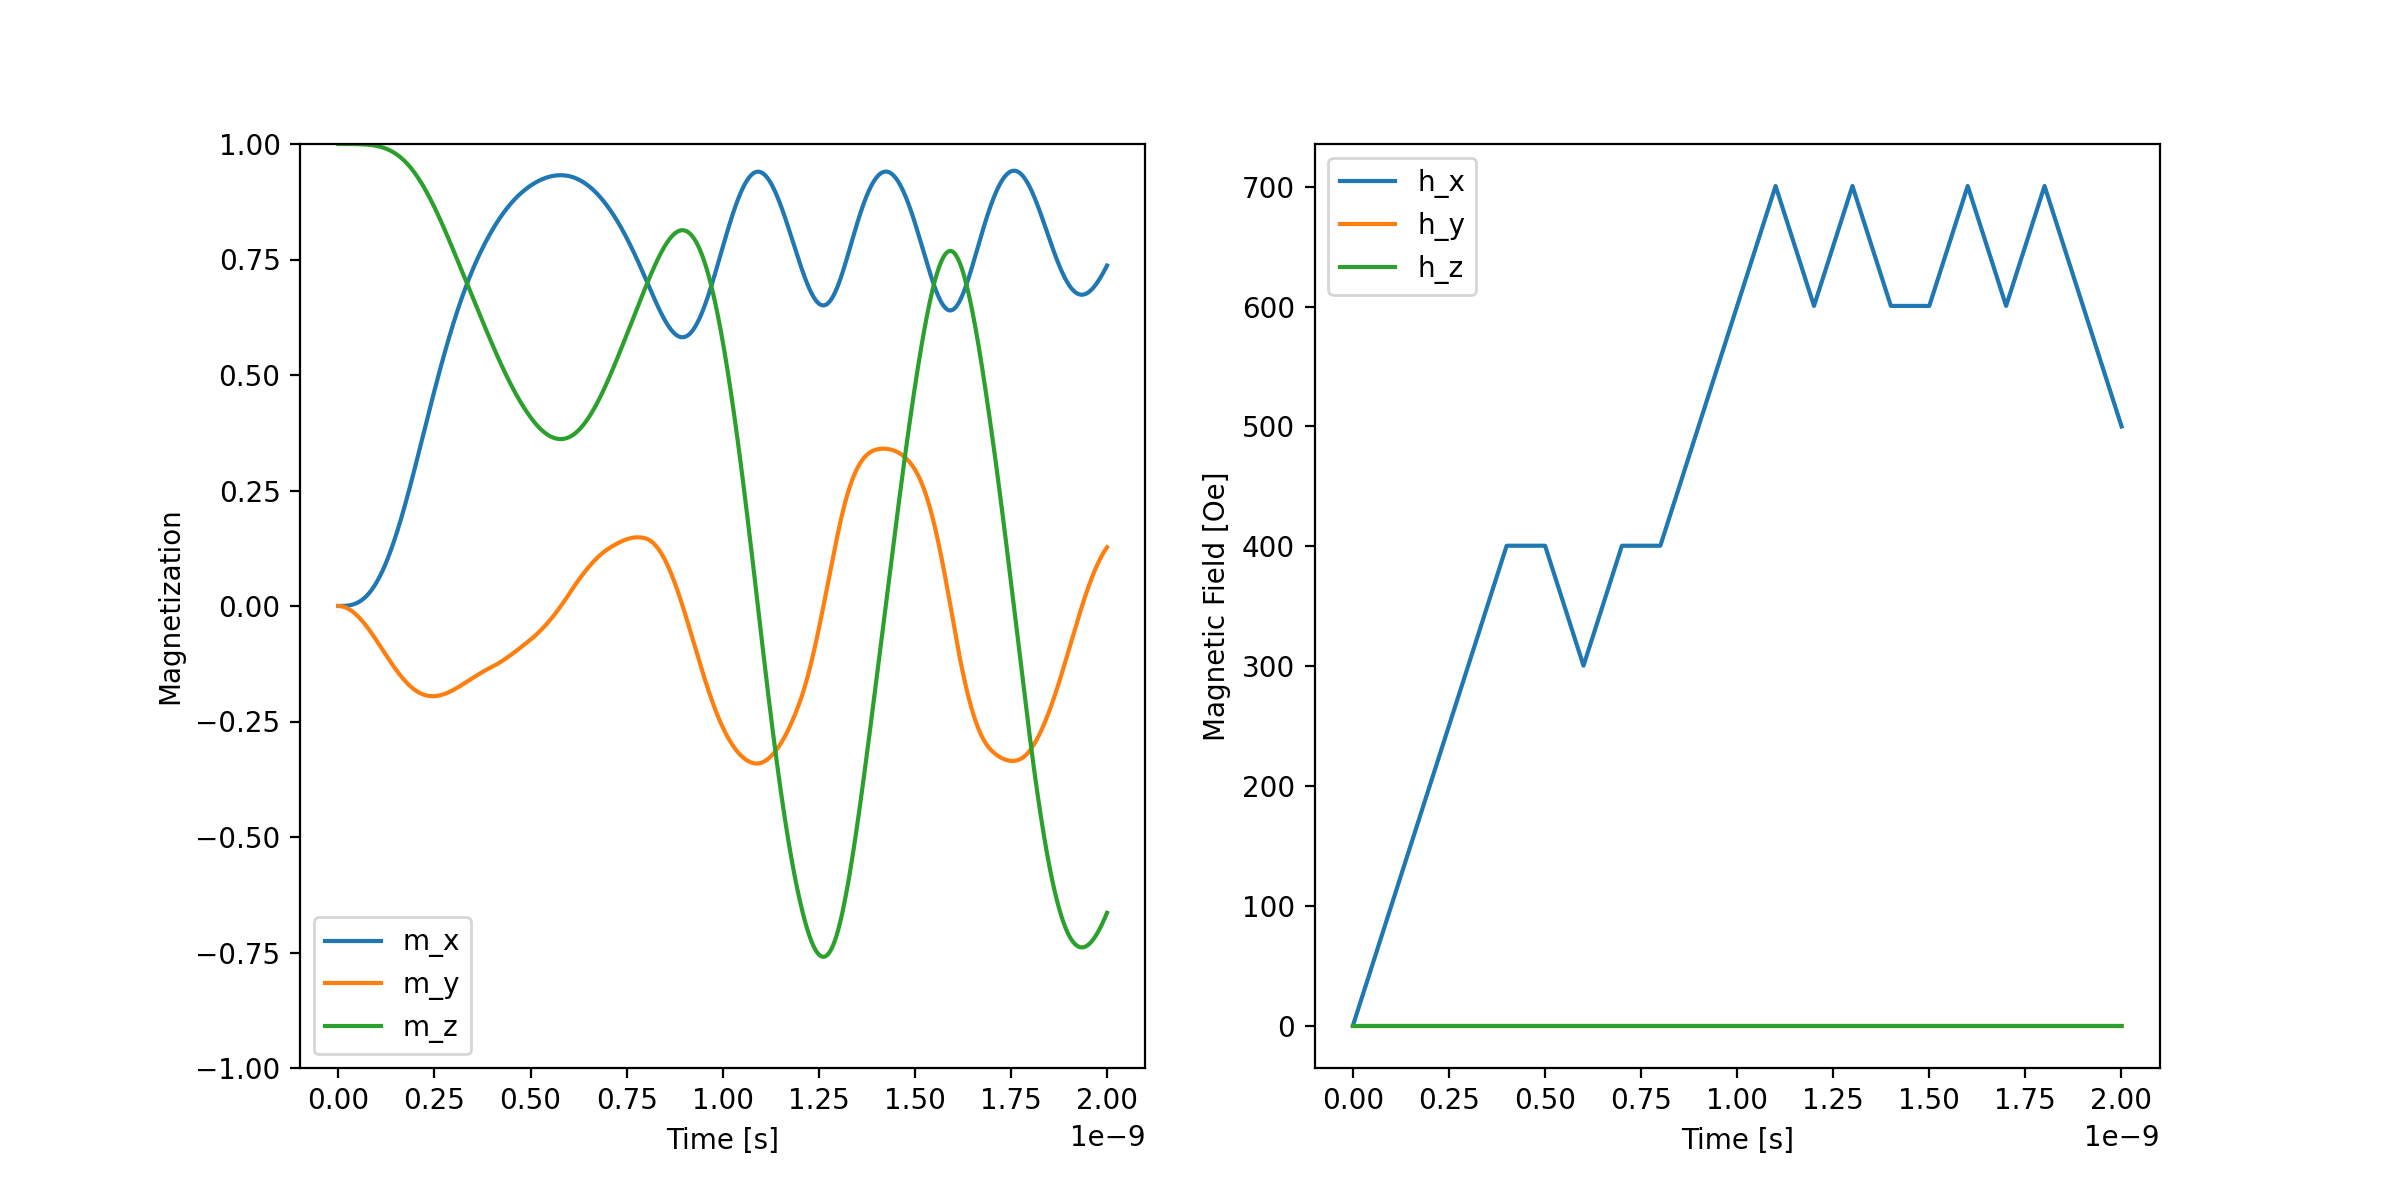 Magnetization
1.00
0.75
0.50
0.25
0.00
−0.25
−0.50
−0.75
−1.00
m_x
m_y
m_z
0.00 0.25 0.50 0.75 1.00 1.25 1.50 1.75 2.00
Time [s]
1e−9
Magnetic Field [Oe]
700
600
500
400
300
200
100
0
h_x
h_y
h_z
0.00 0.25 0.50 0.75 1.00 1.25 1.50 1.75 2.00
Time [s]
1e−9